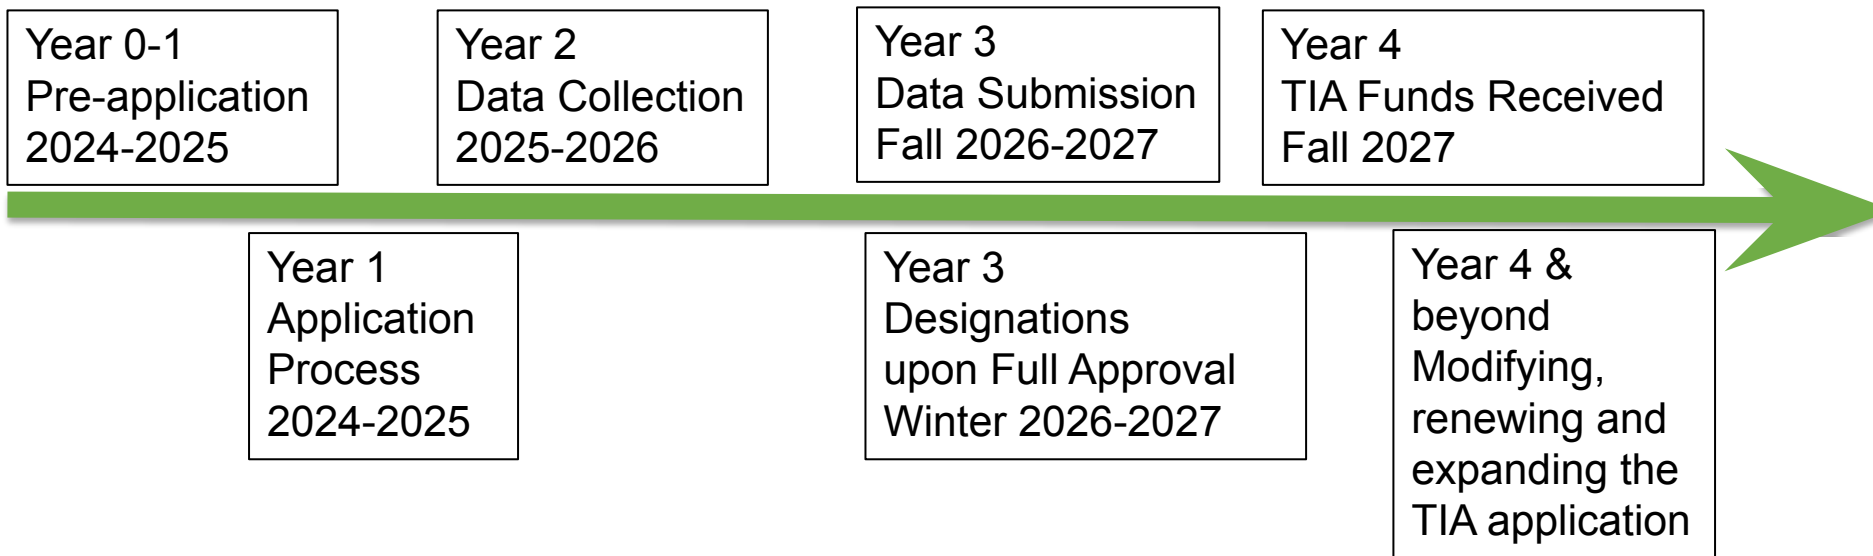 Year 0-1
Pre-application
2024-2025
Year 2
Data Collection
2025-2026
Year 3
Data Submission
Fall 2026-2027
Year 4
TIA Funds Received
Fall 2027
Year 1
Application
Process
2024-2025
Year 3
Designations
upon Full Approval
Winter 2026-2027
Year 4 &
beyond
Modifying,
renewing and
expanding the
TIA application